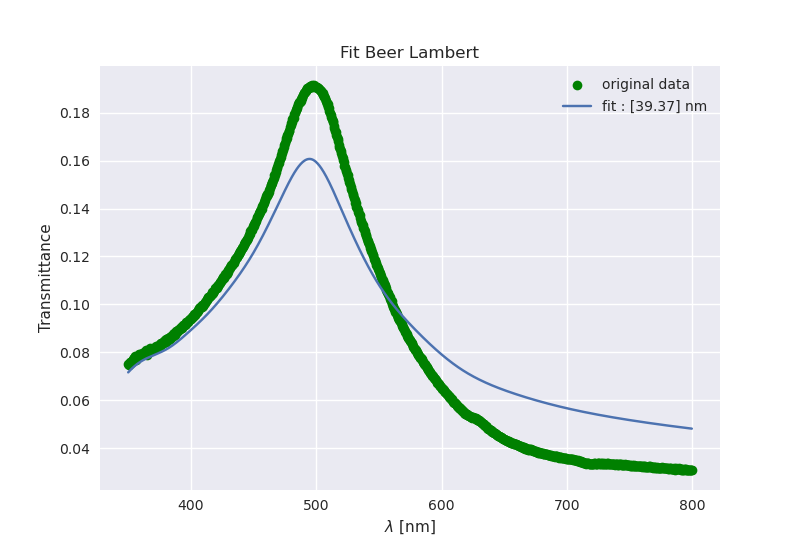 Fit Beer Lambert
original data
fit : [39.37] nm
Transmittance
0.18
0.16
0.14
0.12
0.10
0.08
0.06
0.04
400 500 600 700 800
λ [nm]